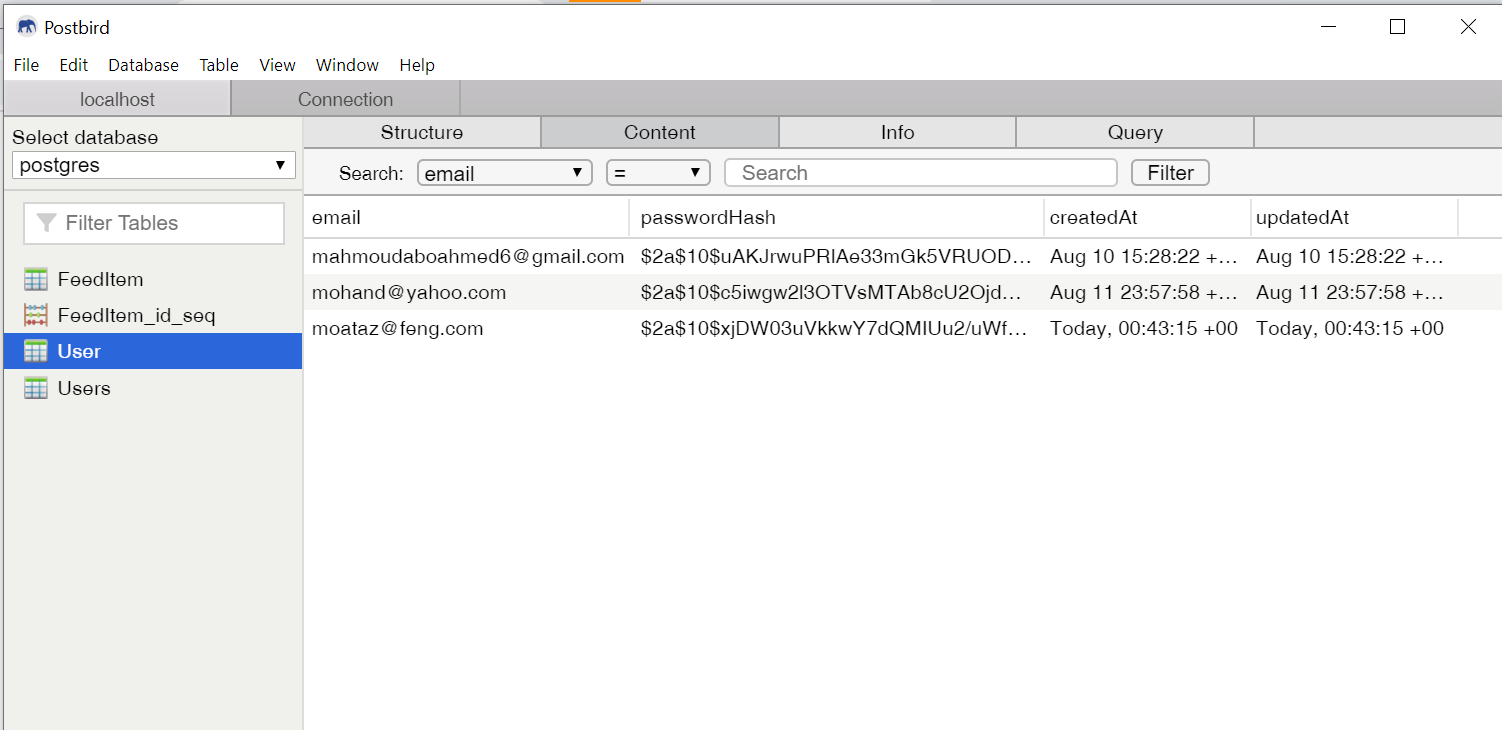 Postbird
File Edit Database Table View Window Help
localhost Connection
Select database
postgres
Filter Tables
FeedItem
FeedItem_id_seq
User
Users
Structure Content Info Query
Search: email = Search Filter
email passwordHash createdAt updatedAt
mahmoudaboahmed6@gmail.com $2a$10$uAKJrwuPRlAe33mGk5VRUOD... Aug 10 15:28:22 +... Aug 10 15:28:22 +...
mohand@yahoo.com $2a$10$c5iwgw2l3OTVsMTAb8cU2Ojd... Aug 11 23:57:58 +... Aug 11 23:57:58 +...
moataz@feng.com $2a$10$xjDW03uVkkwY7dQMIUu2/uWf... Today, 00:43:15 +00 Today, 00:43:15 +00